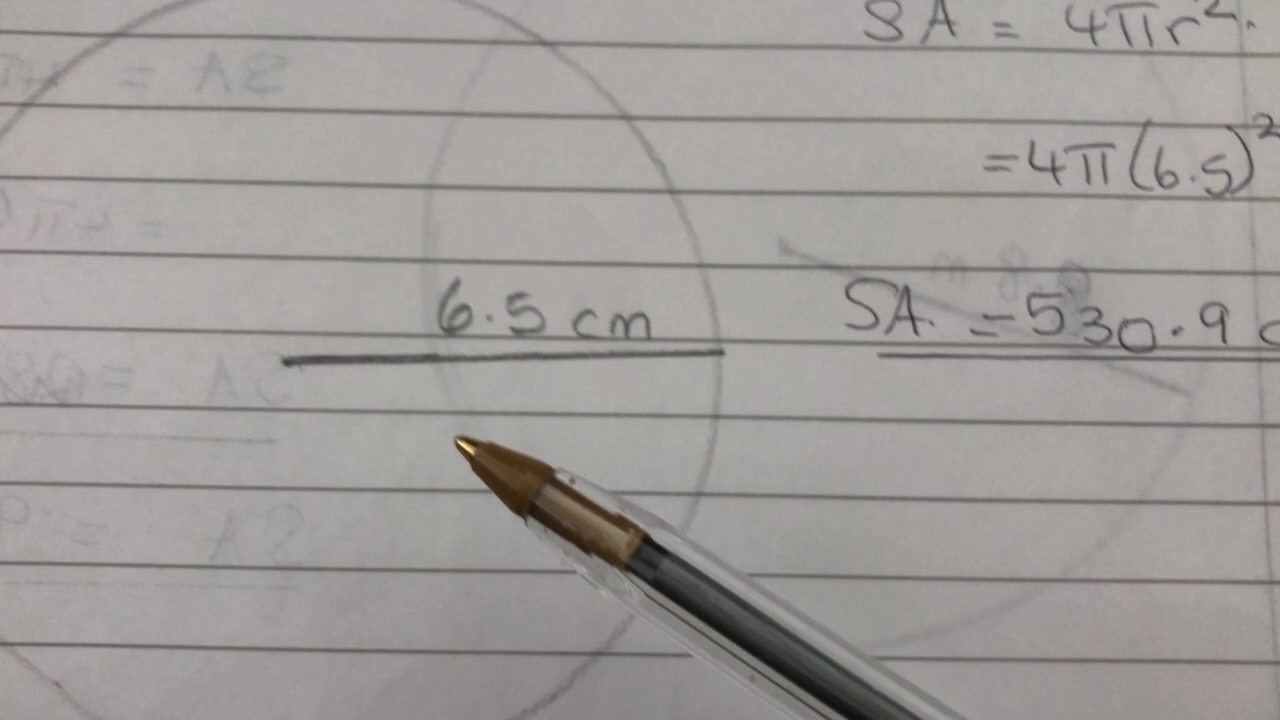 SA = 4πr².
= 4π(6.5)²
6.5 cm
SA. = 530.9 c